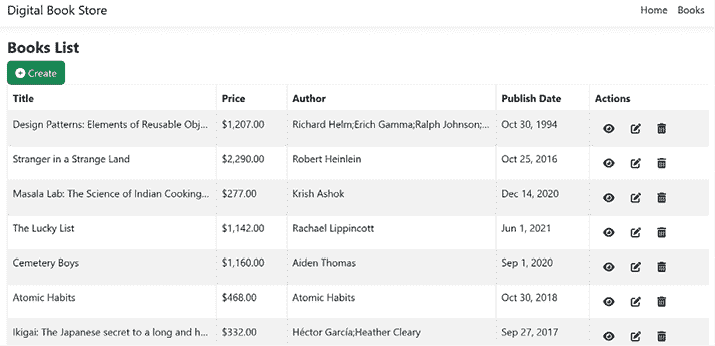 Digital Book Store Home Books
Books List
Create
Title Price Author Publish Date Actions
Design Patterns: Elements of Reusable Obj... $1,207.00 Richard Helm;Erich Gamma;Ralph Johnson;... Oct 30, 1994
Stranger in a Strange Land $2,290.00 Robert Heinlein Oct 25, 2016
Masala Lab: The Science of Indian Cooking... $277.00 Krish Ashok Dec 14, 2020
The Lucky List $1,142.00 Rachael Lippincott Jun 1, 2021
Cemetery Boys $1,160.00 Aiden Thomas Sep 1, 2020
Atomic Habits $468.00 Atomic Habits Oct 30, 2018
Ikigai: The Japanese secret to a long and h... $332.00 Héctor García;Heather Cleary Sep 27, 2017